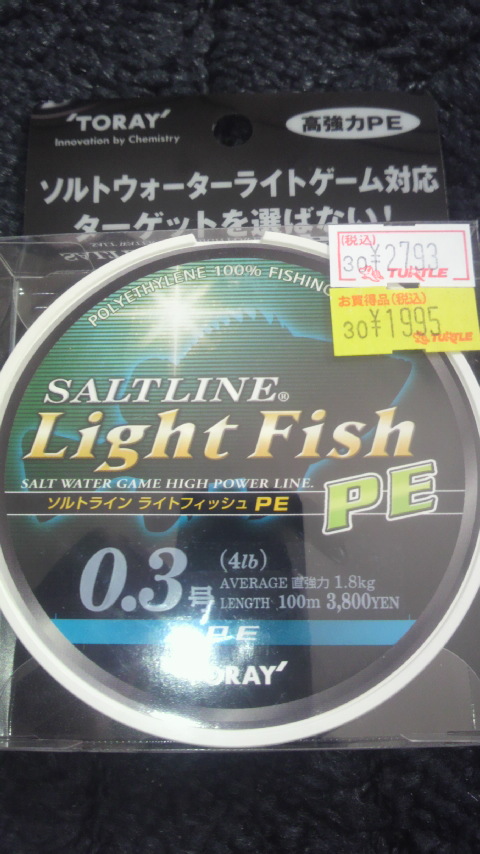 'TORAY'
Innovation by Chemistry
高強力PE
ソルトウォーターライトゲーム対応
ターゲットを選ばない!
(税込)
30 ¥2793
TURTLE
お買得品(税込)
30 ¥1995
TURTLE
POLYETHYLENE 100% FISHING
SALTLINE®
Light Fish
PE
SALT WATER GAME HIGH POWER LINE.
ソルトライン ライトフィッシュ PE
0.3号
(4lb)
AVERAGE 直強力 1.8kg
LENGTH 100m 3,800YEN
PE
'TORAY'